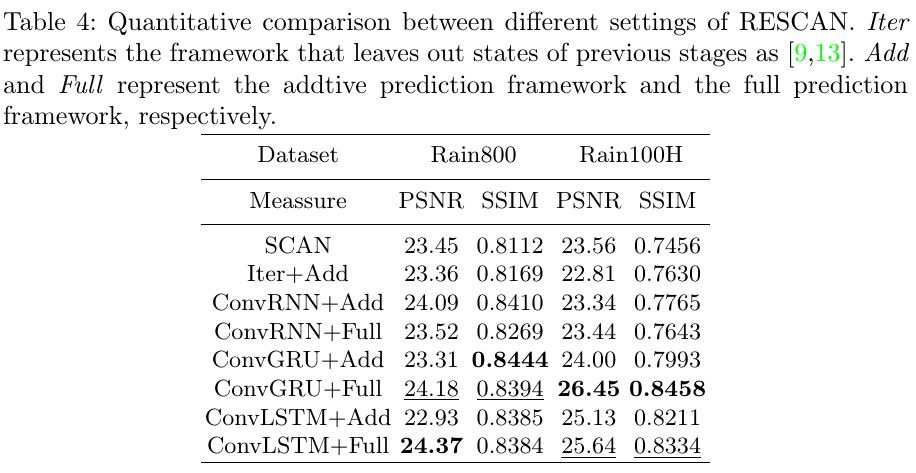 Table 4: Quantitative comparison between different settings of RESCAN. Iter
represents the framework that leaves out states of previous stages as [9,13]. Add
and Full represent the addtive prediction framework and the full prediction
framework, respectively.
Dataset Rain800 Rain100H
Meassure PSNR SSIM PSNR SSIM
SCAN 23.45 0.8112 23.56 0.7456
Iter+Add 23.36 0.8169 22.81 0.7630
ConvRNN+Add 24.09 0.8410 23.34 0.7765
ConvRNN+Full 23.52 0.8269 23.44 0.7643
ConvGRU+Add 23.31 0.8444 24.00 0.7993
ConvGRU+Full 24.18 0.8394 26.45 0.8458
ConvLSTM+Add 22.93 0.8385 25.13 0.8211
ConvLSTM+Full 24.37 0.8384 25.64 0.8334